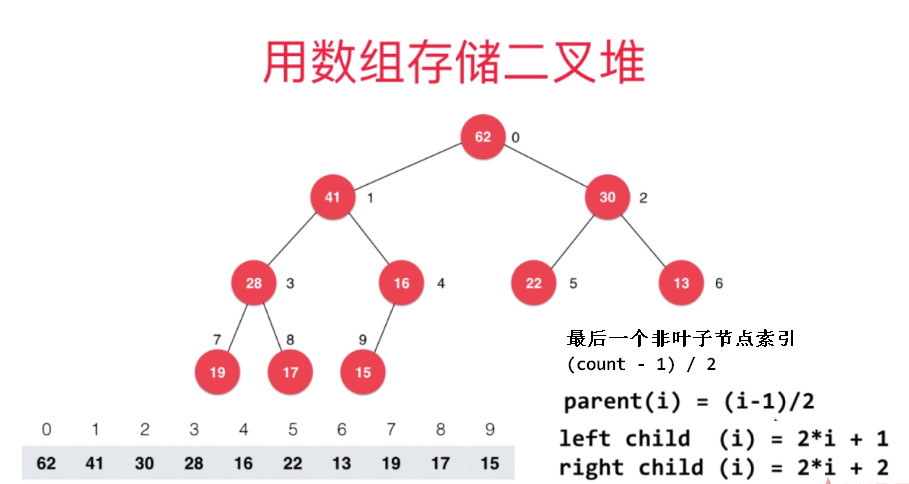 用数组存储二叉堆
62 0
41 1
30 2
28 3
16 4
22 5
13 6
7 8 9
19 17 15
最后一个非叶子节点索引
(count - 1) / 2
parent(i) = (i-1)/2
left child (i) = 2*i + 1
right child (i) = 2*i + 2
0 1 2 3 4 5 6 7 8 9
62 41 30 28 16 22 13 19 17 15